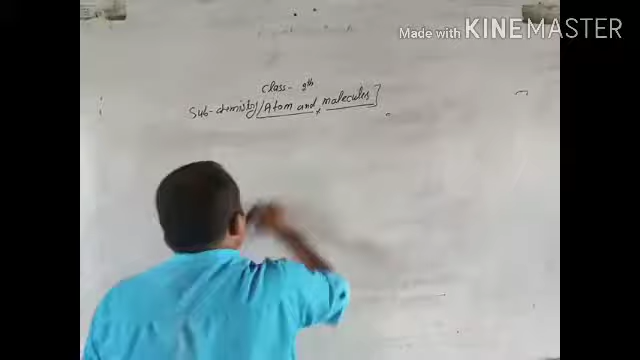 Made with KINEMASTER
Class- 9th
Sub-chemistry [Atom and molecules]